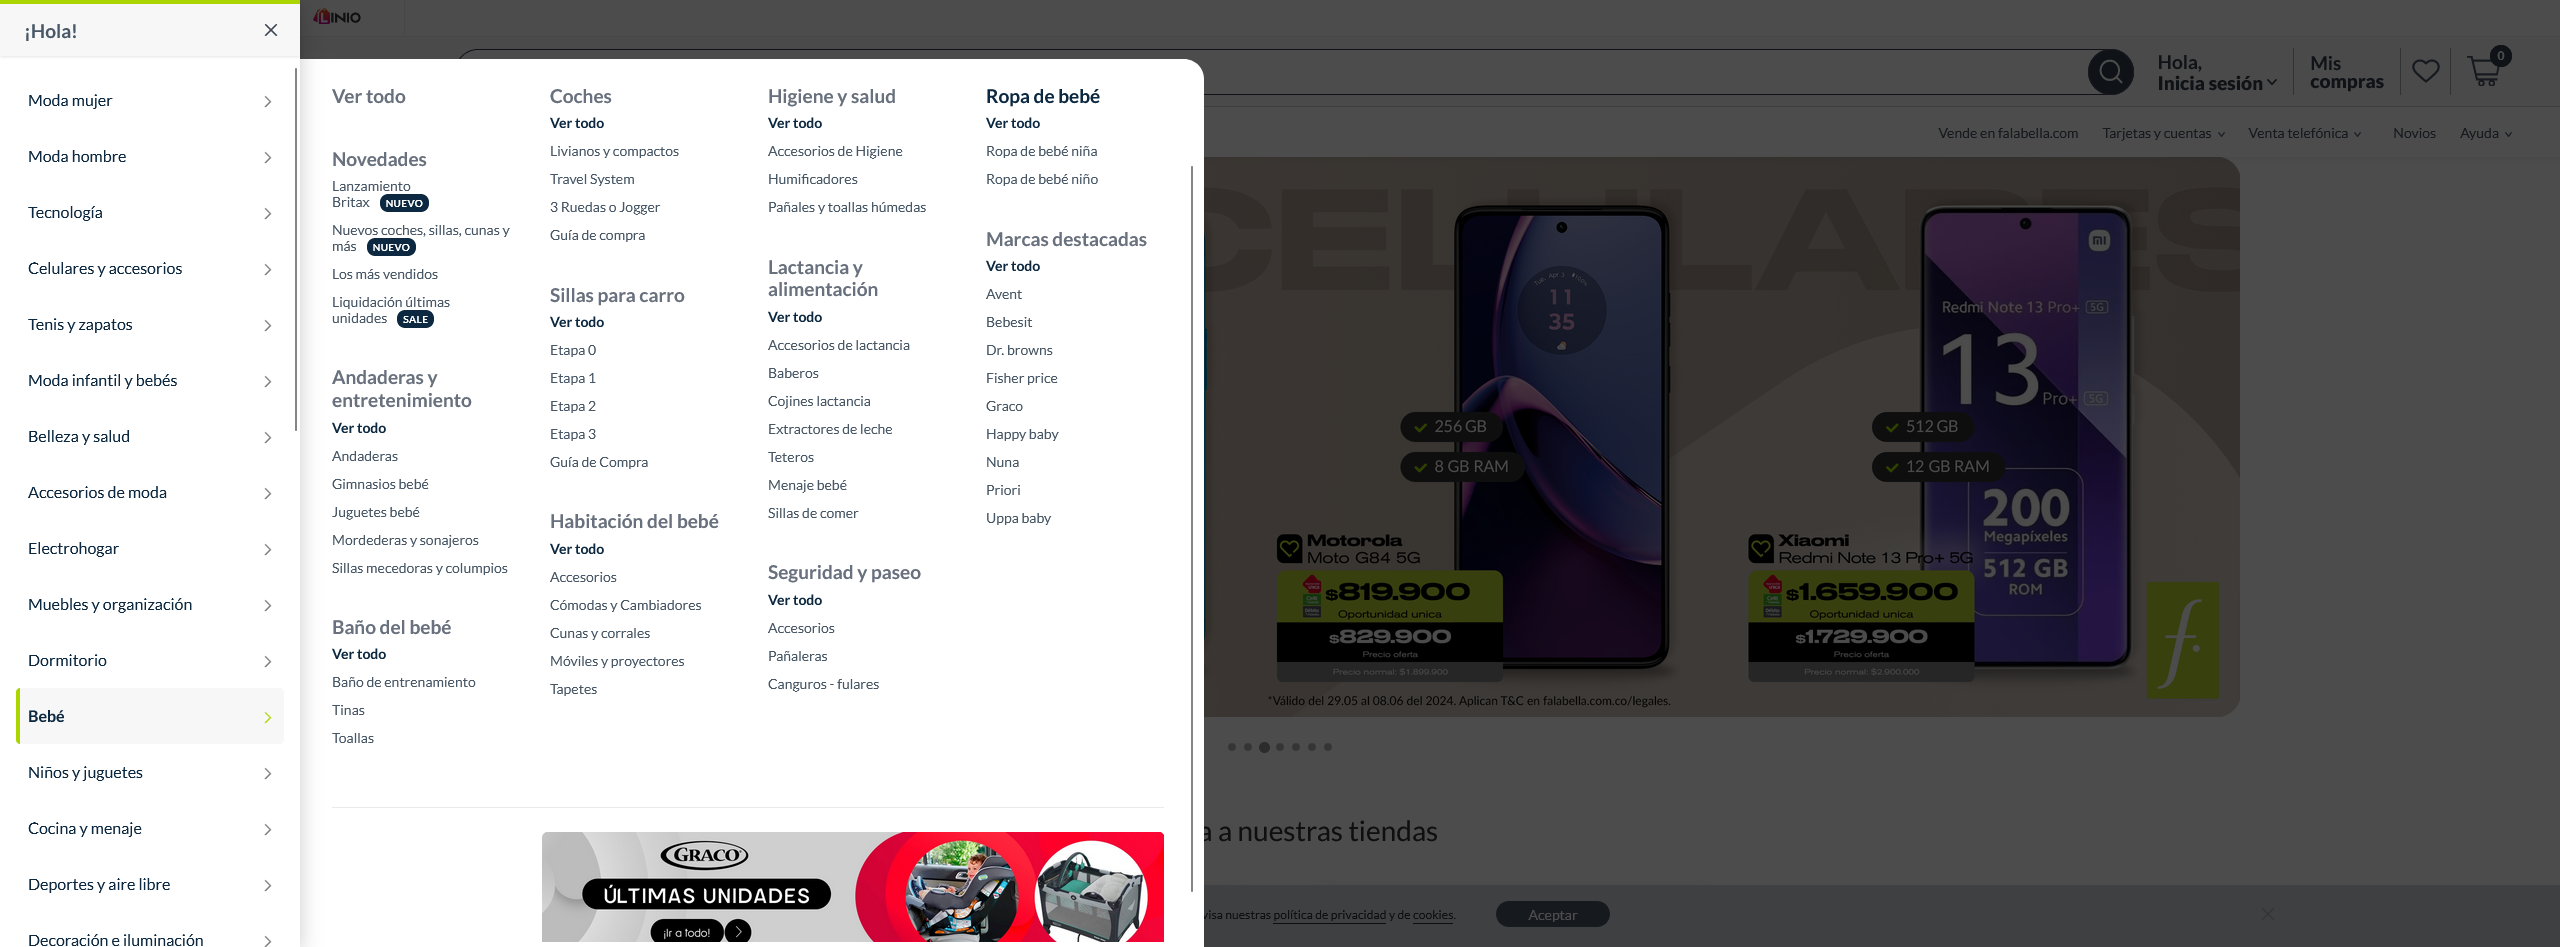 ¡Hola!
Moda mujer
Moda hombre
Tecnología
Celulares y accesorios
Tenis y zapatos
Moda infantil y bebés
Belleza y salud
Accesorios de moda
Electrohogar
Muebles y organización
Dormitorio
Bebé
Niños y juguetes
Cocina y menaje
Deportes y aire libre
Decoración e iluminación
Ver todo
Novedades
Lanzamiento
Britax NUEVO
Nuevos coches, sillas, cunas y
más NUEVO
Los más vendidos
Liquidación últimas
unidades SALE
Andaderas y
entretenimiento
Ver todo
Andaderas
Gimnasios bebé
Juguetes bebé
Mordederas y sonajeros
Sillas mecedoras y columpios
Baño del bebé
Ver todo
Baño de entrenamiento
Tinas
Toallas
Coches
Ver todo
Livianos y compactos
Travel System
3 Ruedas o Jogger
Guía de compra
Sillas para carro
Ver todo
Etapa 0
Etapa 1
Etapa 2
Etapa 3
Guía de Compra
Habitación del bebé
Ver todo
Accesorios
Cómodas y Cambiadores
Cunas y corrales
Móviles y proyectores
Tapetes
Higiene y salud
Ver todo
Accesorios de Higiene
Humificadores
Pañales y toallas húmedas
Lactancia y
alimentación
Ver todo
Accesorios de lactancia
Baberos
Cojines lactancia
Extractores de leche
Teteros
Menaje bebé
Sillas de comer
Seguridad y paseo
Ver todo
Accesorios
Pañaleras
Canguros - fulares
Ropa de bebé
Ver todo
Ropa de bebé niña
Ropa de bebé niño
Marcas destacadas
Ver todo
Avent
Bebesit
Dr. browns
Fisher price
Graco
Happy baby
Nuna
Priori
Uppa baby
GRACO
ÚLTIMAS UNIDADES
¡Ir a todo!
LINIO
Hola,
Inicia sesión
Mis
compras
0
Vende en falabella.com
Tarjetas y cuentas
Venta telefónica
Novios
Ayuda
CELULARES
11
35
256 GB
8 GB RAM
Motorola
Moto G84 5G
$819.900
Oportunidad unica
$829.900
Precio oferta
Precio normal: $1.699.900
Redmi Note 13 Pro+ 5G
13
Pro+ 5G
512 GB
12 GB RAM
200
Megapíxeles
512 GB
ROM
Xiaomi
Redmi Note 13 Pro+ 5G
$1.659.900
Oportunidad unica
$1.729.900
Precio oferta
Precio normal: $2.900.000
f.
*Válido del 29.05 al 08.06 del 2024. Aplican T&C en falabella.com.co/legales.
a a nuestras tiendas
visa nuestras política de privacidad y de cookies.
Aceptar